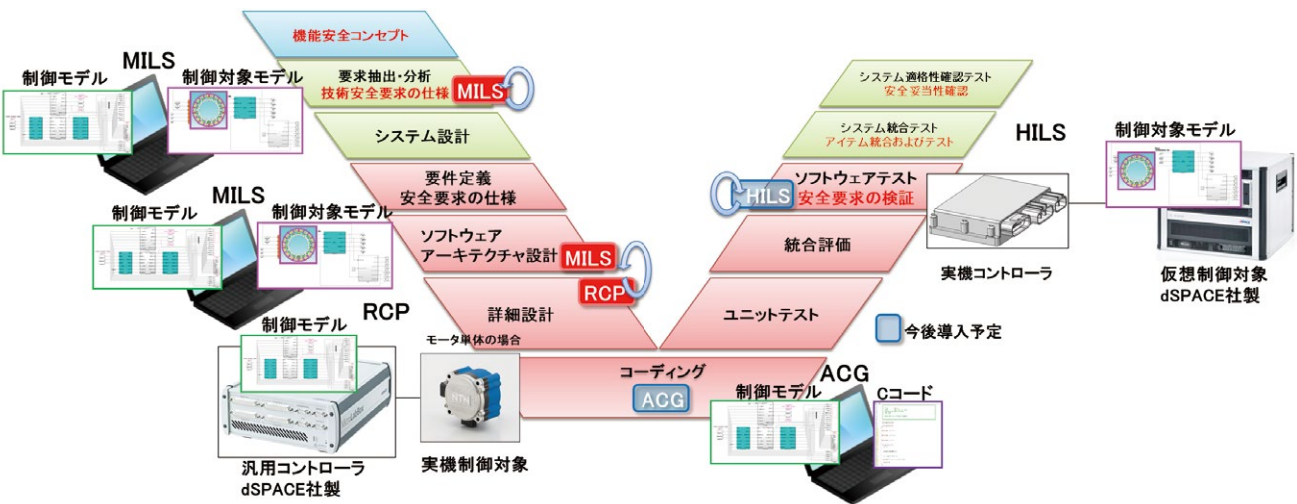 機能安全コンセプト
要求抽出・分析
技術安全要求の仕様
MILS
システム設計
要件定義
安全要求の仕様
ソフトウェア
アーキテクチャ設計
MILS
RCP
詳細設計
コーディング
ACG
ユニットテスト
統合評価
ソフトウェアテスト
安全要求の検証
HILS
システム統合テスト
アイテム統合およびテスト
システム適格性確認テスト
安全妥当性確認
MILS
制御モデル
制御対象モデル
MILS
制御モデル
制御対象モデル
RCP
制御モデル
汎用コントローラ
dSPACE社製
モータ単体の場合
NTN
実機制御対象
HILS
制御対象モデル
実機コントローラ
仮想制御対象
dSPACE社製
今後導入予定
ACG
制御モデル
Cコード